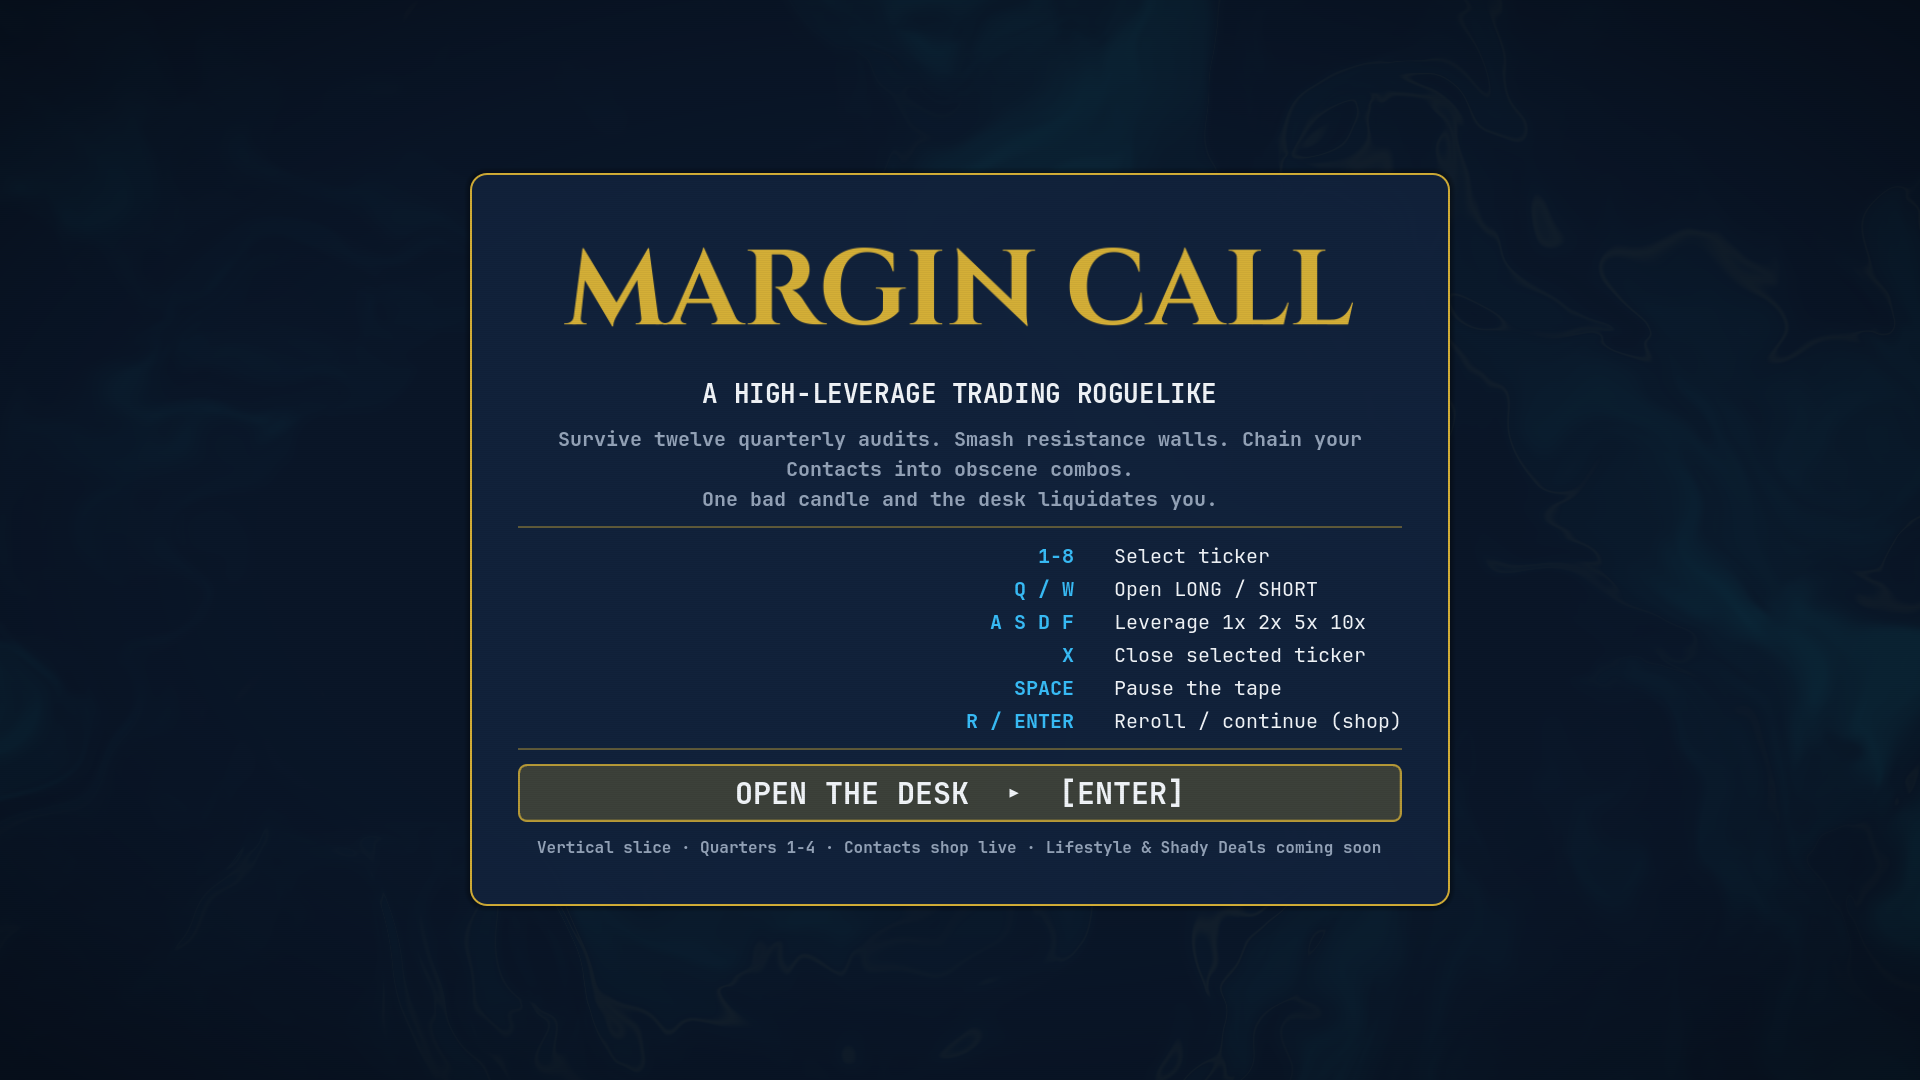 MARGIN CALL
A HIGH-LEVERAGE TRADING ROGUELIKE
Survive twelve quarterly audits. Smash resistance walls. Chain your
Contacts into obscene combos.
One bad candle and the desk liquidates you.
1-8 Select ticker
Q / W Open LONG / SHORT
A S D F Leverage 1x 2x 5x 10x
X Close selected ticker
SPACE Pause the tape
R / ENTER Reroll / continue (shop)
OPEN THE DESK ▸ [ENTER]
Vertical slice · Quarters 1-4 · Contacts shop live · Lifestyle & Shady Deals coming soon